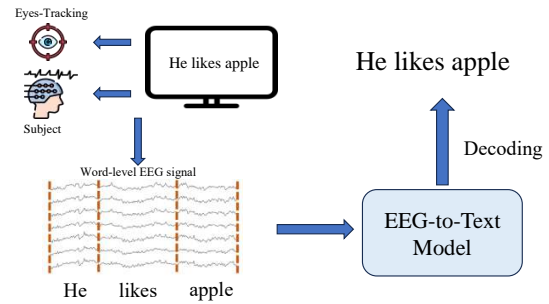 Eyes-Tracking
He likes apple
Subject
Word-level EEG signal
He likes apple
EEG-to-Text
Model
Decoding
He likes apple